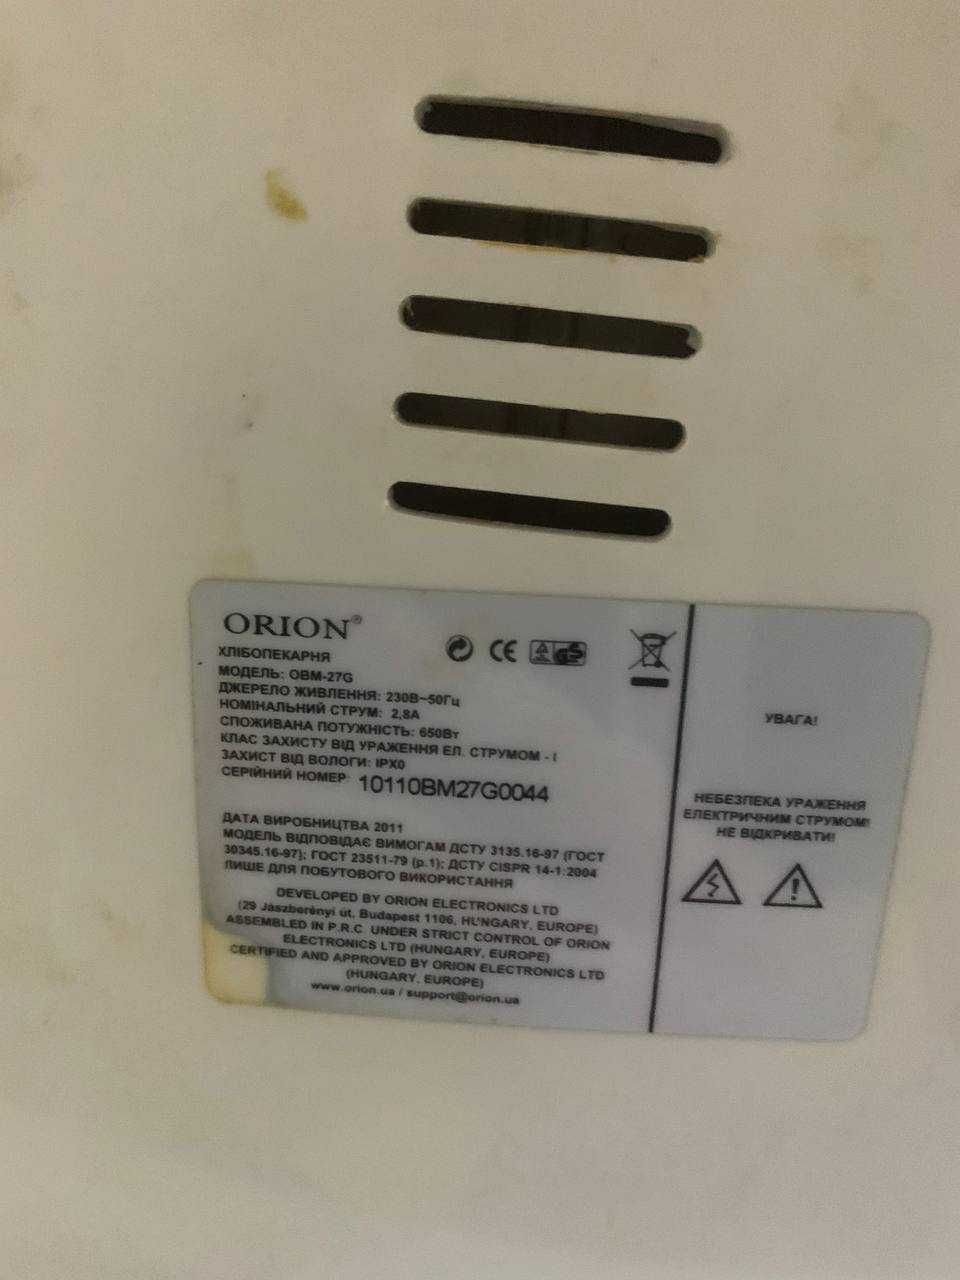 ORION®
ХЛІБОПЕКАРНЯ
МОДЕЛЬ: OBM-27G
ДЖЕРЕЛО ЖИВЛЕННЯ: 230В~50Гц
НОМІНАЛЬНИЙ СТРУМ: 2,8А
СПОЖИВАНА ПОТУЖНІСТЬ: 650Вт
КЛАС ЗАХИСТУ ВІД УРАЖЕННЯ ЕЛ. СТРУМОМ - I
ЗАХИСТ ВІД ВОЛОГИ: IPX0
СЕРІЙНИЙ НОМЕР 10110BM27G0044
ДАТА ВИРОБНИЦТВА 2011
МОДЕЛЬ ВІДПОВІДАЄ ВИМОГАМ ДСТУ 3135.16-97 (ГОСТ
30345.16-97); ГОСТ 23511-79 (р.1); ДСТУ CISPR 14-1:2004
ЛИШЕ ДЛЯ ПОБУТОВОГО ВИКОРИСТАННЯ
DEVELOPED BY ORION ELECTRONICS LTD
(29 Jászberényi út, Budapest 1106, HUNGARY, EUROPE)
ASSEMBLED IN P.R.C. UNDER STRICT CONTROL OF ORION
ELECTRONICS LTD (HUNGARY, EUROPE)
CERTIFIED AND APPROVED BY ORION ELECTRONICS LTD
(HUNGARY, EUROPE)
www.orion.ua / support@orion.ua
CE
GS
УВАГА!
НЕБЕЗПЕКА УРАЖЕННЯ
ЕЛЕКТРИЧНИМ СТРУМОМ!
НЕ ВІДКРИВАТИ!